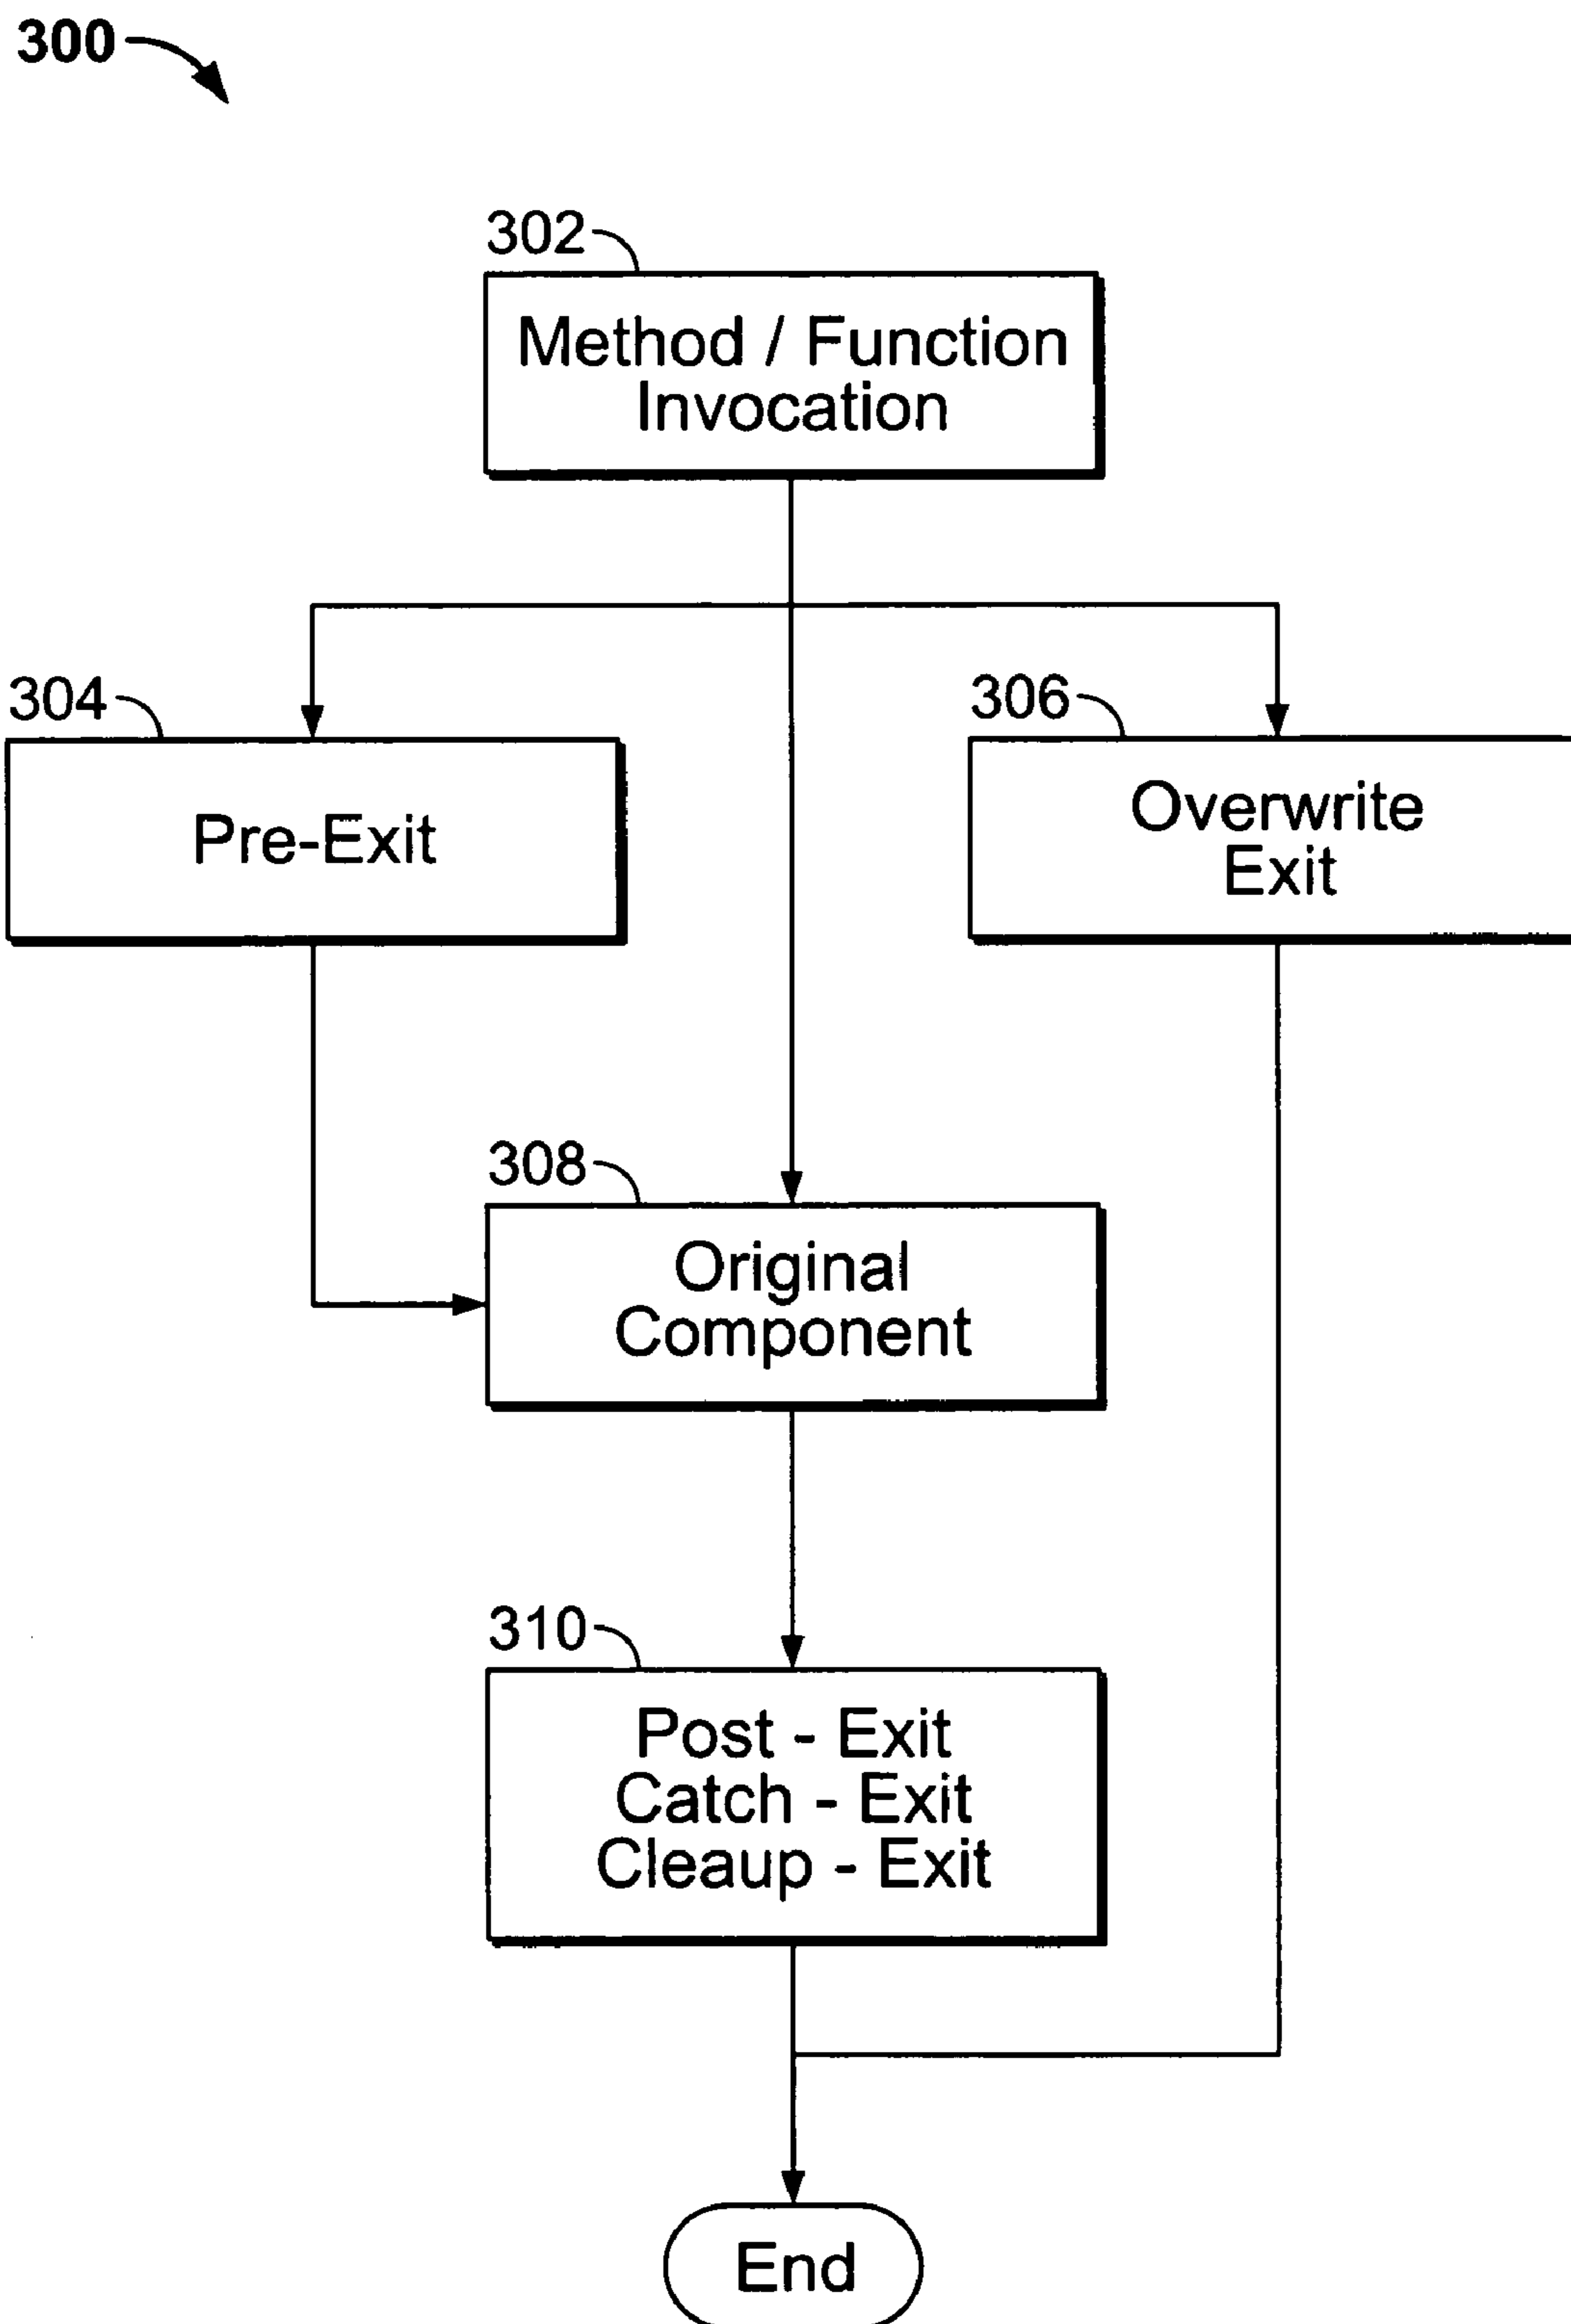 300
302
Method / Function
Invocation
304
Pre-Exit
306
Overwrite
Exit
308
Original
Component
310
Post - Exit
Catch - Exit
Cleaup - Exit
End